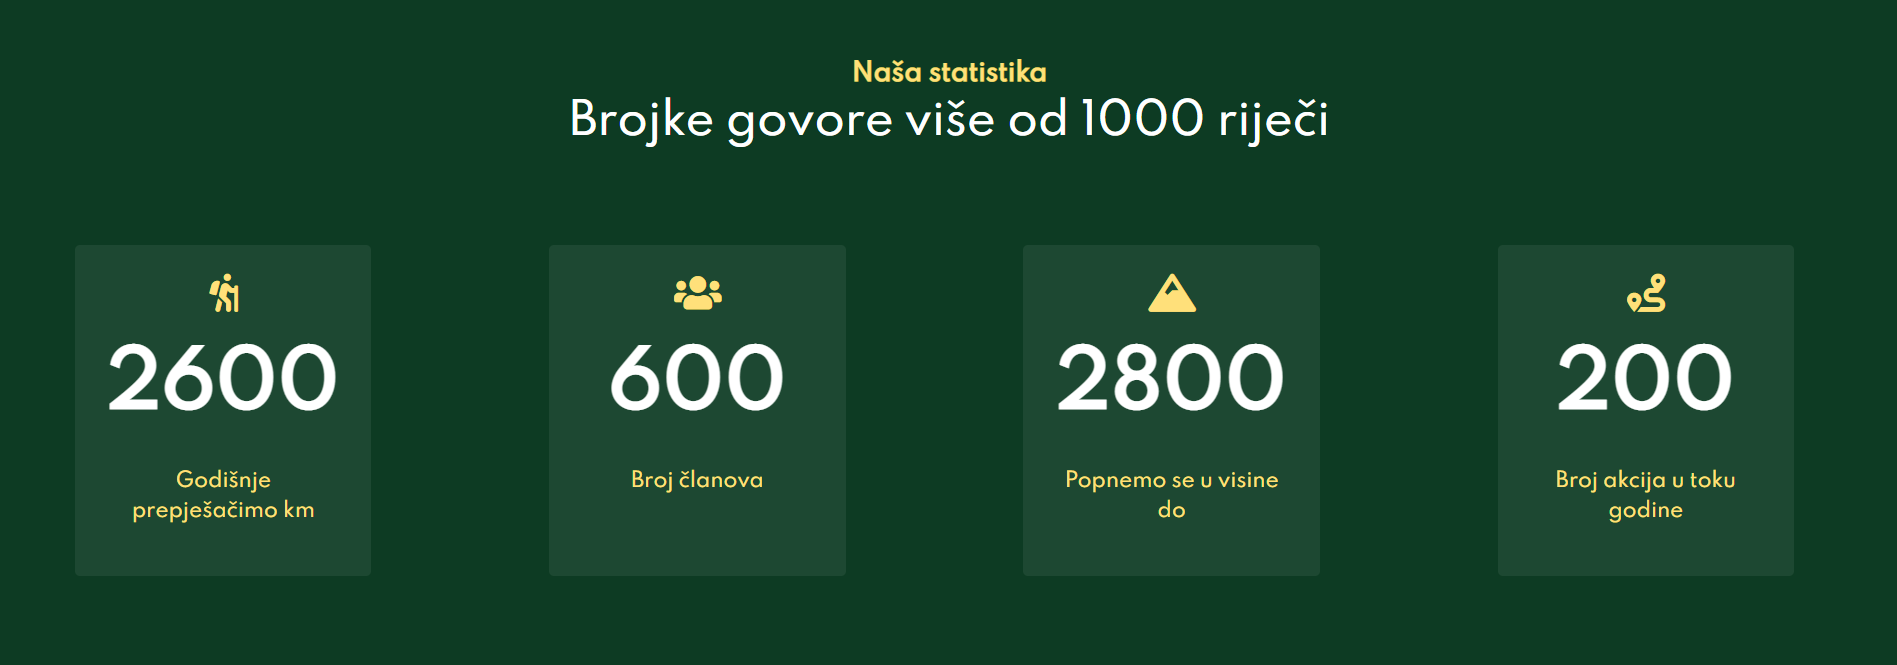 Naša statistika
Brojke govore više od 1000 riječi
2600
Godišnje
prepješačimo km
600
Broj članova
2800
Popnemo se u visine
do
200
Broj akcija u toku
godine